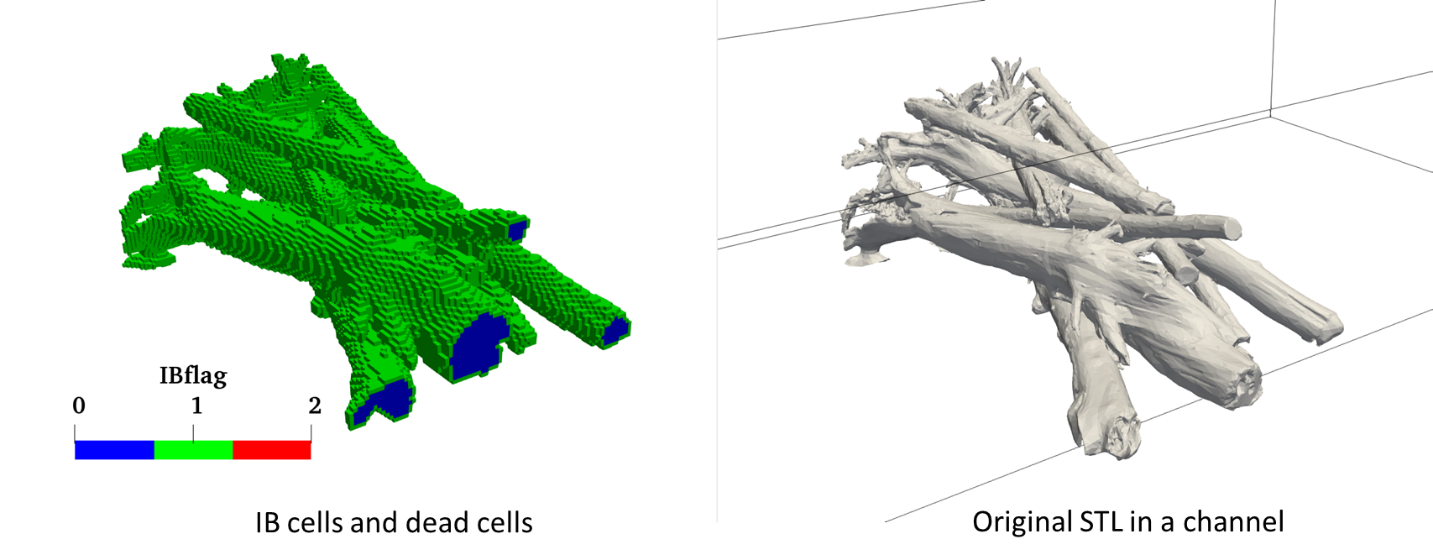 IBflag
0 1 2
IB cells and dead cells
Original STL in a channel